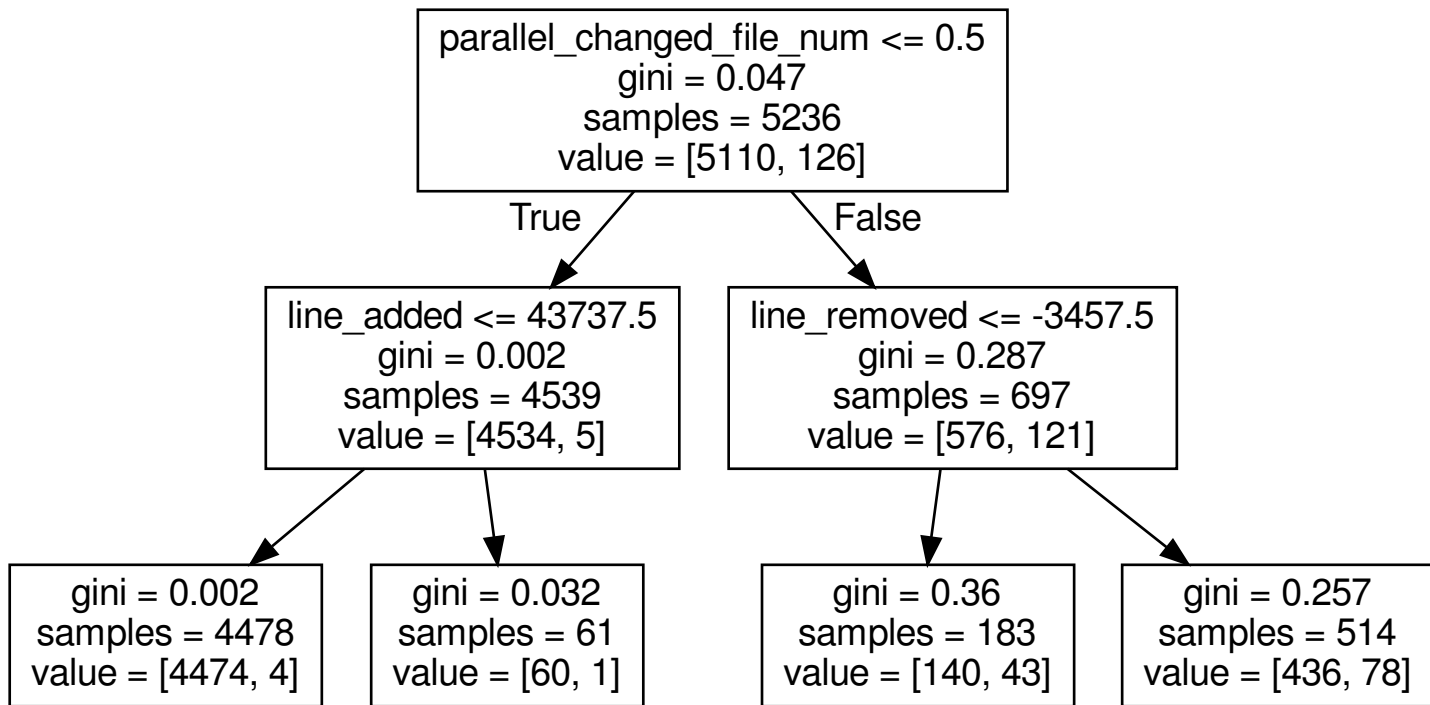 parallel_changed_file_num <= 0.5
gini = 0.047
samples = 5236
value = [5110, 126]
True
False
line_added <= 43737.5
gini = 0.002
samples = 4539
value = [4534, 5]
line_removed <= -3457.5
gini = 0.287
samples = 697
value = [576, 121]
gini = 0.002
samples = 4478
value = [4474, 4]
gini = 0.032
samples = 61
value = [60, 1]
gini = 0.36
samples = 183
value = [140, 43]
gini = 0.257
samples = 514
value = [436, 78]